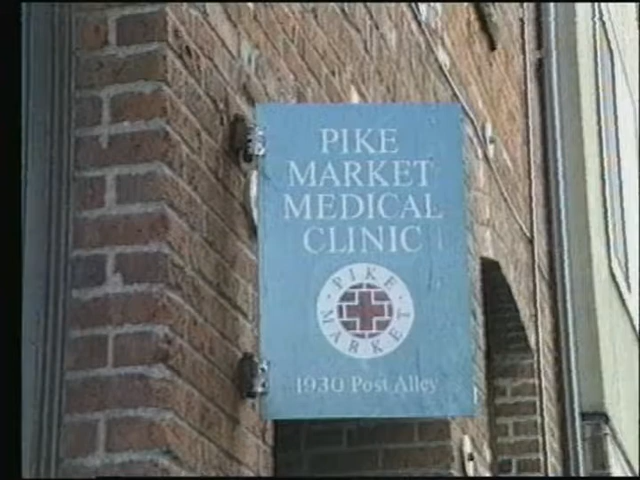 PIKE
MARKET
MEDICAL
CLINIC
· PIKE ·
MARKET
1930 Post Alley